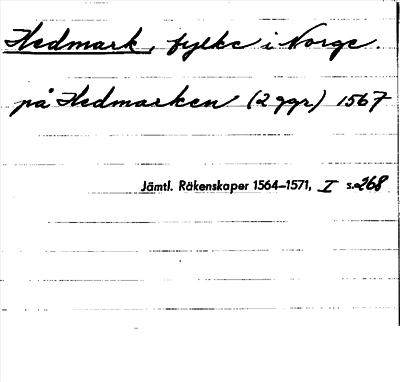 Hedmark, fylke i Norge.
på Hedmarken (2 ggr.) 1567
Jämtl. Räkenskaper 1564–1571, I s. 268